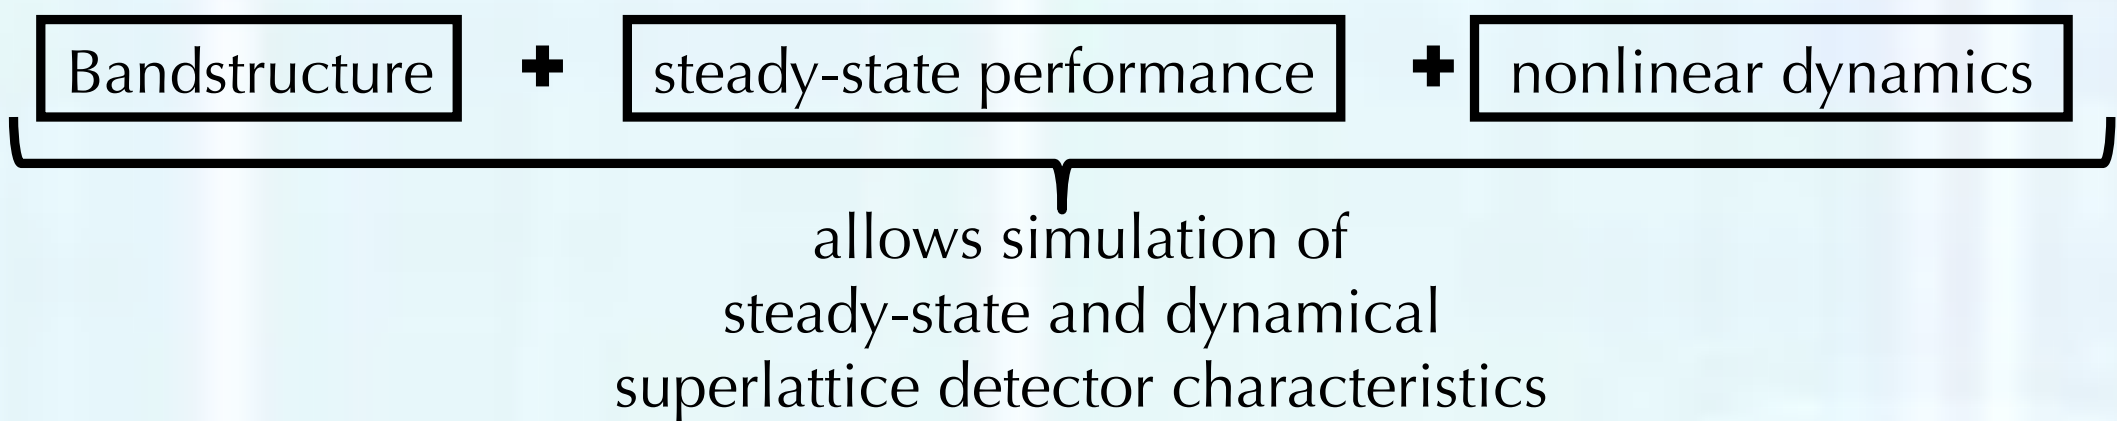 Bandstructure + steady-state performance + nonlinear dynamics
allows simulation of
steady-state and dynamical
superlattice detector characteristics